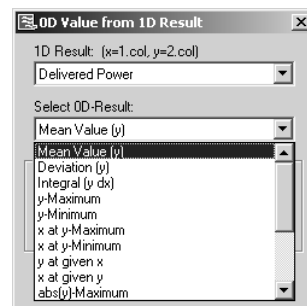 0D Value from 1D Result
1D Result: (x=1.col, y=2.col)
Delivered Power
Select 0D-Result:
Mean Value (y)
Mean Value (y)
Deviation (y)
Integral (y dx)
y-Maximum
y-Minimum
x at y-Maximum
x at y-Minimum
y at given x
x at given y
abs(y)-Maximum